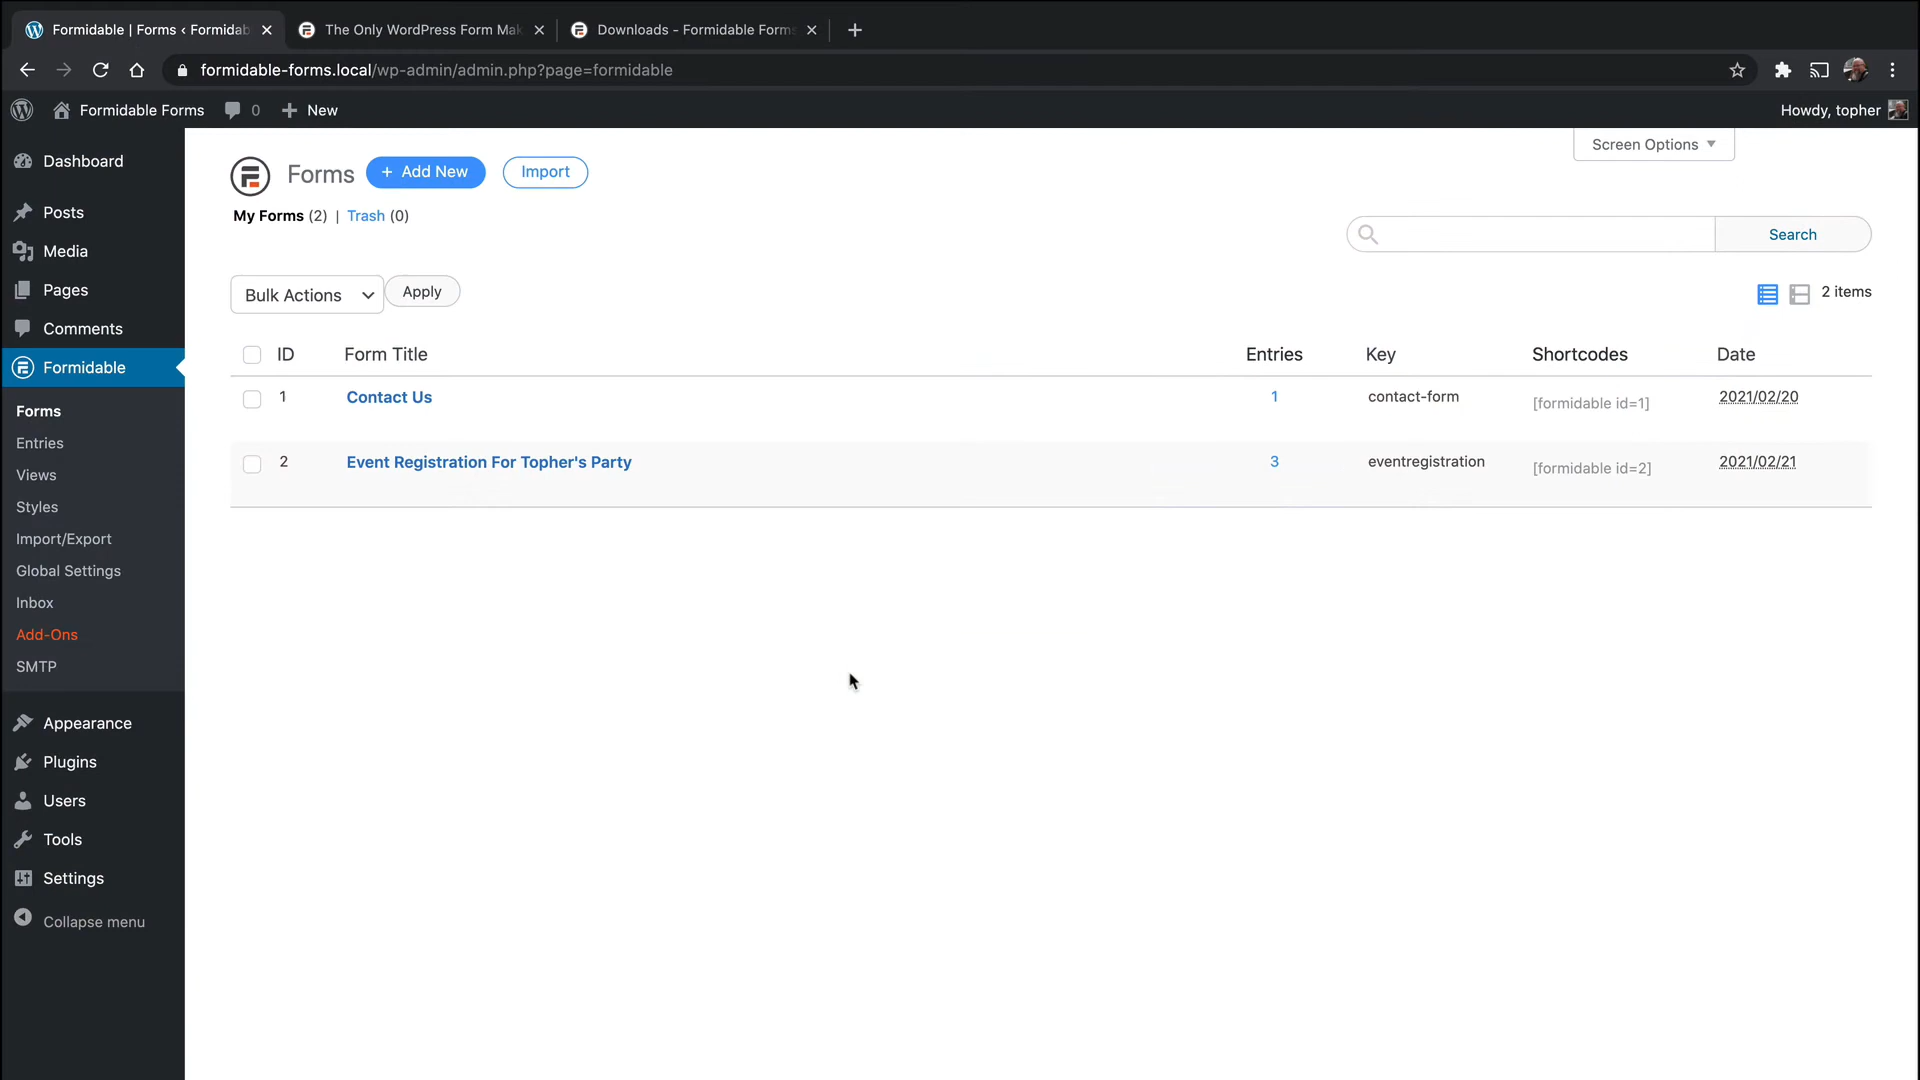 Formidable | Forms ‹ Formidab
The Only WordPress Form Mak
Downloads - Formidable Forms
formidable-forms.local/wp-admin/admin.php?page=formidable
Formidable Forms
0
New
Howdy, topher
Dashboard
Posts
Media
Pages
Comments
Formidable
Forms
Entries
Views
Styles
Import/Export
Global Settings
Inbox
Add-Ons
SMTP
Appearance
Plugins
Users
Tools
Settings
Collapse menu
Screen Options
Forms
+ Add New
Import
My Forms (2) | Trash (0)
Search
Bulk Actions
Apply
2 items
ID Form Title Entries Key Shortcodes Date
1 Contact Us 1 contact-form [formidable id=1] 2021/02/20
2 Event Registration For Topher's Party 3 eventregistration [formidable id=2] 2021/02/21